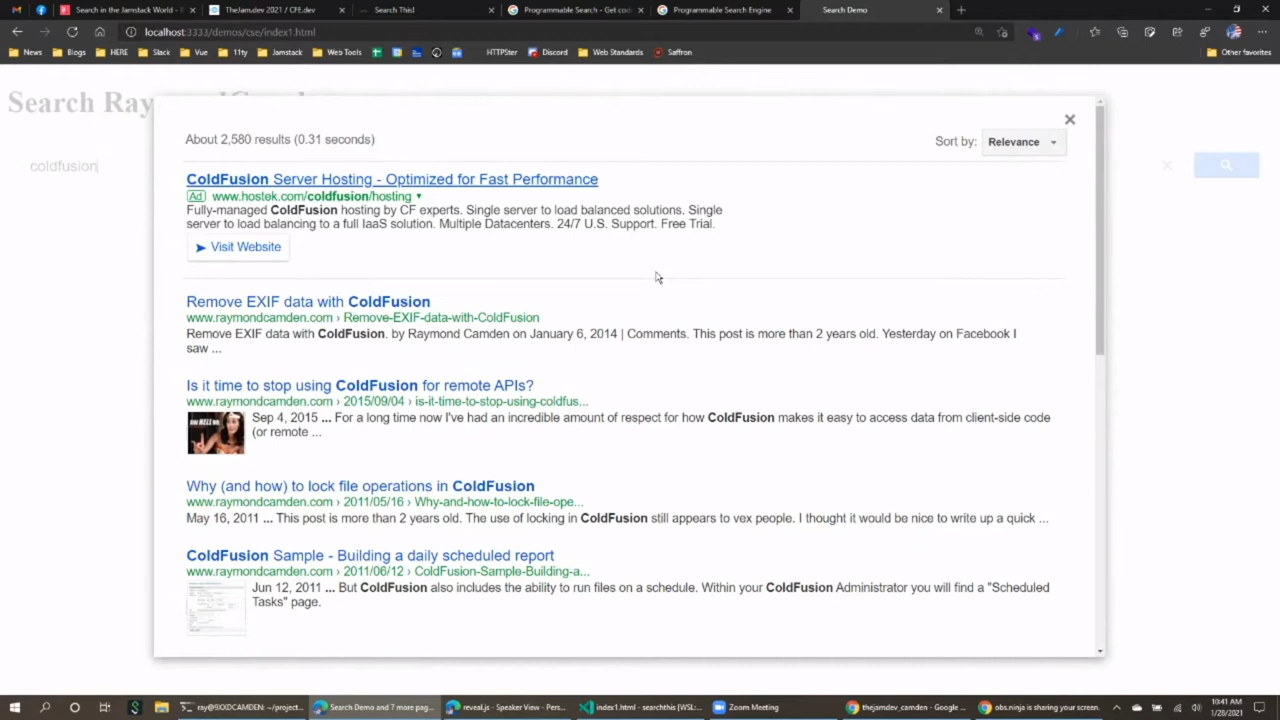 Search in the Jamstack World -
TheJam.dev 2021 / CFE.dev
Search This!
Programmable Search - Get cod
Programmable Search Engine
Search Demo
localhost:3333/demos/cse/index1.html
News
Blogs
HERE
Slack
Vue
11ty
Jamstack
Web Tools
HTTPSter
Discord
Web Standards
Saffron
Other favorites
Search Ray
coldfusion
About 2,580 results (0.31 seconds)
Sort by: Relevance
ColdFusion Server Hosting - Optimized for Fast Performance
Ad www.hostek.com/coldfusion/hosting
Fully-managed ColdFusion hosting by CF experts. Single server to load balanced solutions. Single
server to load balancing to a full IaaS solution. Multiple Datacenters. 24/7 U.S. Support. Free Trial.
Visit Website
Remove EXIF data with ColdFusion
www.raymondcamden.com › Remove-EXIF-data-with-ColdFusion
Remove EXIF data with ColdFusion. by Raymond Camden on January 6, 2014 | Comments. This post is more than 2 years old. Yesterday on Facebook I
saw ...
Is it time to stop using ColdFusion for remote APIs?
www.raymondcamden.com › 2015/09/04 › is-it-time-to-stop-using-coldfus...
Sep 4, 2015 ... For a long time now I've had an incredible amount of respect for how ColdFusion makes it easy to access data from client-side code
(or remote ...
Why (and how) to lock file operations in ColdFusion
www.raymondcamden.com › 2011/05/16 › Why-and-how-to-lock-file-ope...
May 16, 2011 ... This post is more than 2 years old. The use of locking in ColdFusion still appears to vex people. I thought it would be nice to write up a quick ...
ColdFusion Sample - Building a daily scheduled report
www.raymondcamden.com › 2011/06/12 › ColdFusion-Sample-Building-a...
Jun 12, 2011 ... But ColdFusion also includes the ability to run files on a schedule. Within your ColdFusion Administrator you will find a "Scheduled
Tasks" page.
ray@9XXDCAMDEN: ~/project...
Search Demo and 7 more pag...
reveal.js - Speaker View - Pers...
index1.html - searchthis [WSL:...
Zoom Meeting
thejamdev_camden - Google ...
obs.ninja is sharing your screen.
10:41 AM
1/28/2021